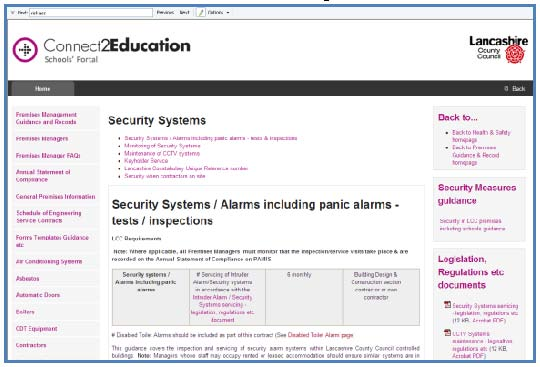 Find:
Previous Next Options
Connect2Education
Schools' Portal
Lancashire
County
Council
Home
Back
Premises Management
Guidance and Records
Premises Managers
Premises Manager FAQs
Annual Statement of
Compliance
General Premises Information
Schedule of Engineering
Service Contracts
Forms Templates Guidance
etc
Air Conditioning Systems
Asbestos
Automatic Doors
Boilers
CDT Equipment
Contractors
Security Systems
Security Systems / Alarms including panic alarms - tests & inspections
Monitoring of Security Systems
Maintenance of CCTV systems
Keyholder Service
Lancashire Constabulary Unique Reference number
Security when contractors on site
Security Systems / Alarms including panic alarms -
tests / inspections
LCC Requirements
Note: Where applicable, all Premises Managers must monitor that the inspection/service visits take place & are
recorded on the Annual Statement of Compliance on PAMIS
Security systems /
Alarms including panic
alarms
# Servicing of Intruder
Alarm/Security systems
in accordance with the
Intruder Alarm / Security
Systems servicing -
legislation, regulations etc
document
6 monthly
Building Design &
Construction section
contractor or own
contractor
# Disabled Toilet Alarms should be included as part of this contract (See Disabled Toilet Alarm page
This guidance covers the inspection and servicing of security alarm systems within Lancashire County Council controlled
buildings. Note: Managers whose staff may occupy rented or leased accommodation should ensure similar systems are in
Back to...
Back to Health & Safety
homepage
Back to Premises
Guidance & Record
homepage
Security Measures
guidance
Security in LCC premises
including schools guidance
Legislation,
Regulations etc
documents
Security Systems servicing
- legislation, regulations etc
(12 KB, Acrobat PDF)
CCTV Systems
maintenance - legislation,
regulations etc (12 KB,
Acrobat PDF)